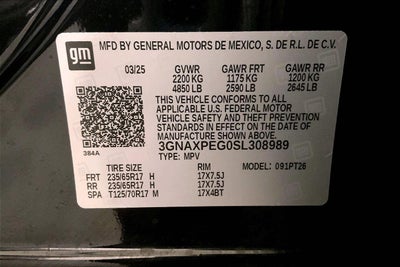 gm
MFD BY GENERAL MOTORS DE MEXICO, S. DE R.L. DE C.V.
03/25 GVWR GAWR FRT GAWR RR
2200 KG 1175 KG 1200 KG
4850 LB 2590 LB 2645 LB
THIS VEHICLE CONFORMS TO ALL
APPLICABLE U.S. FEDERAL MOTOR
VEHICLE SAFETY AND THEFT PREVENTION
STANDARDS IN EFFECT ON THE DATE OF
MANUFACTURE SHOWN ABOVE.
384A
3GNAXPEG0SL308989
TYPE: MPV MODEL: 091PT26
TIRE SIZE RIM
FRT 235/65R17 H 17X7.5J
RR 235/65R17 H 17X7.5J
SPA T125/70R17 M 17X4BT